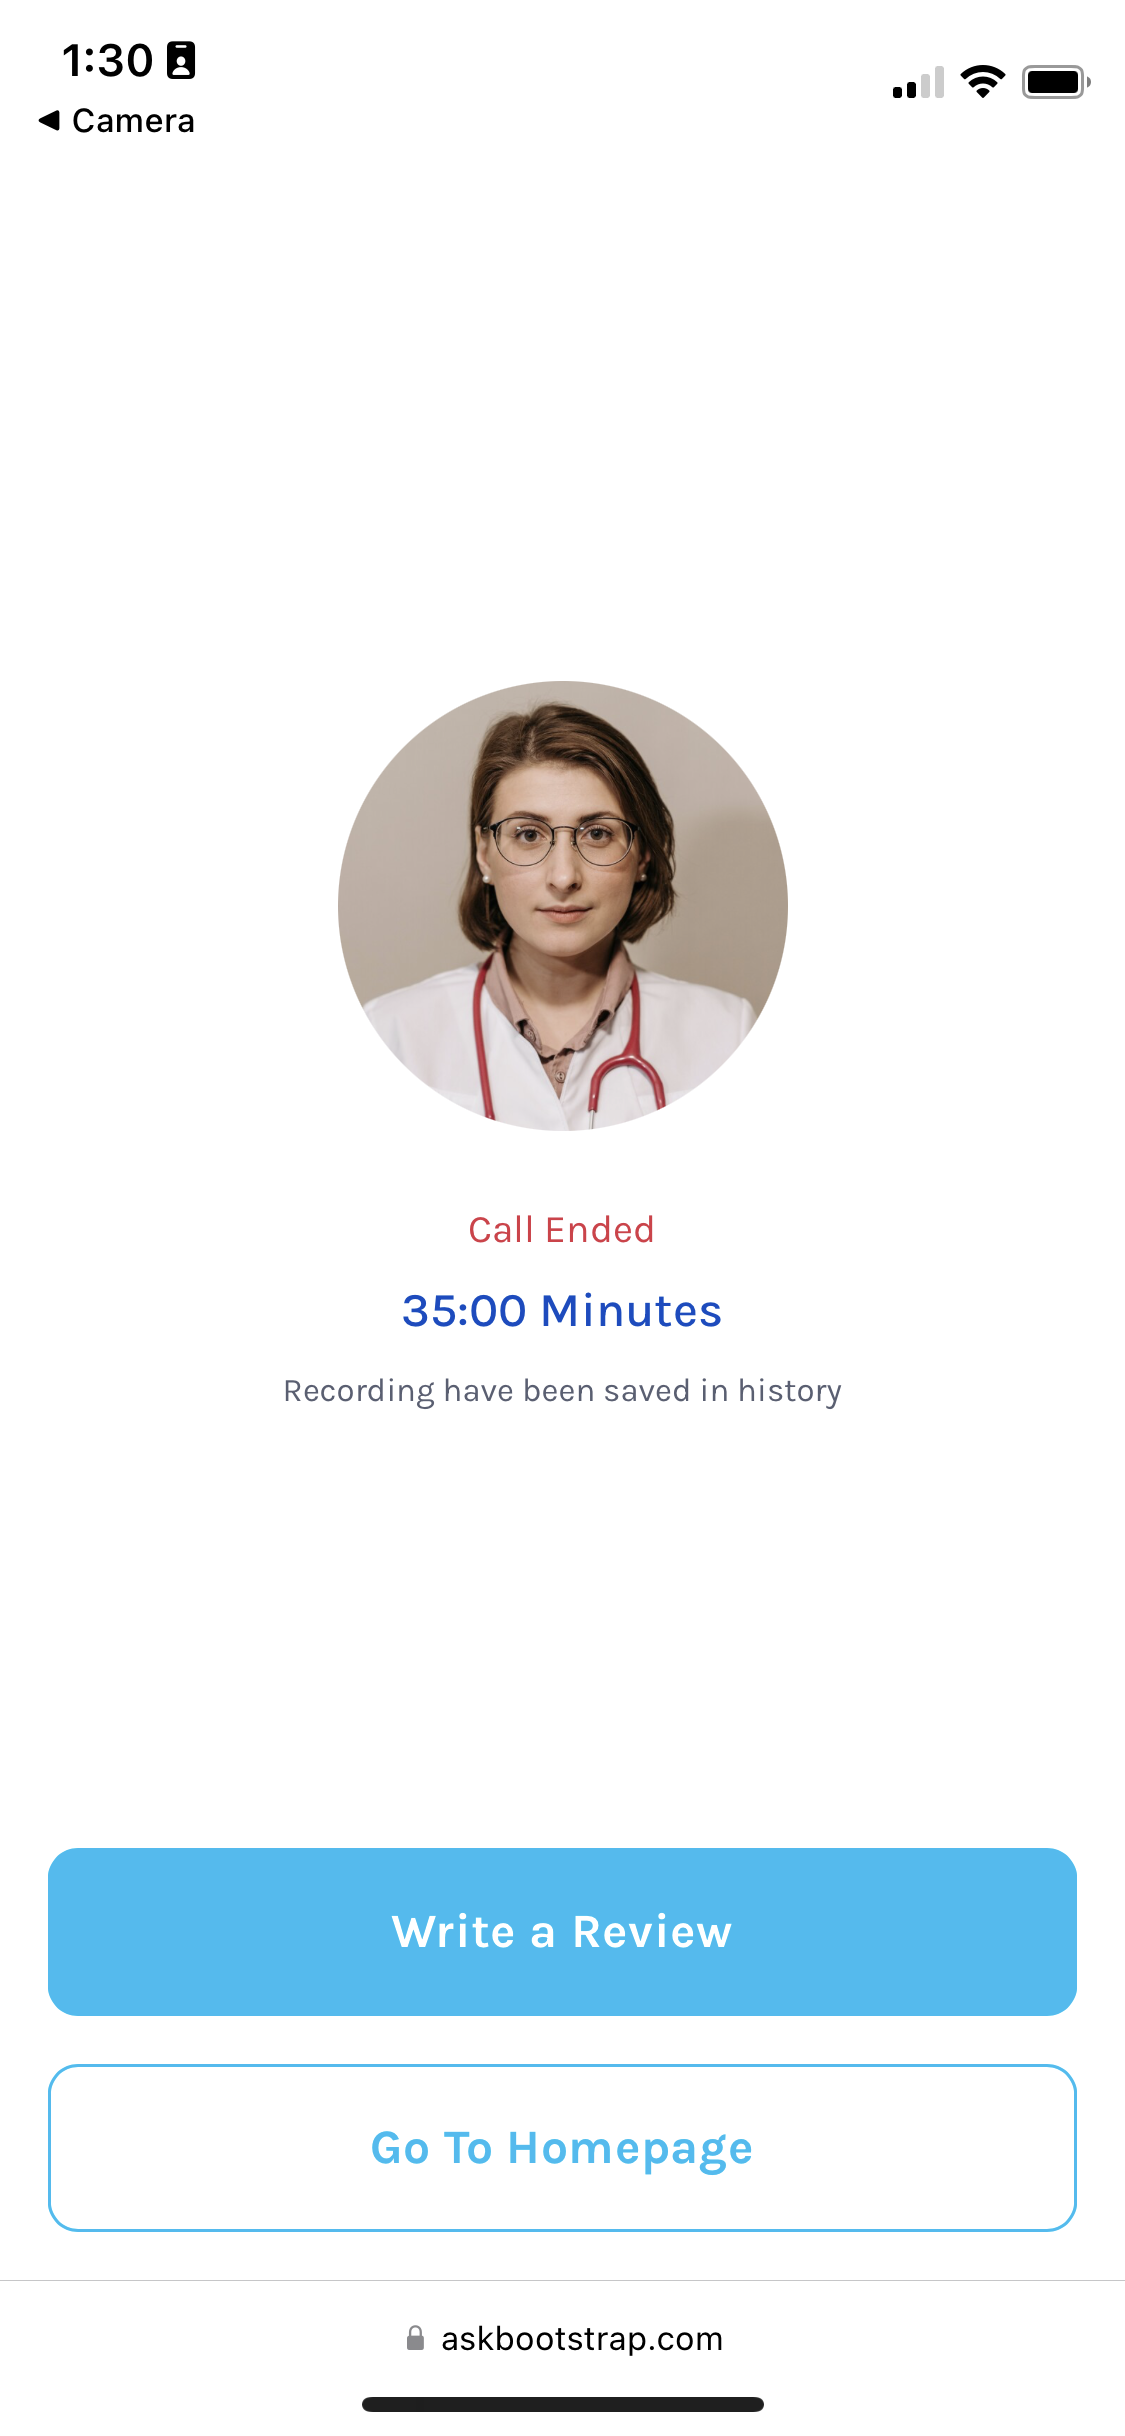 1:30
Camera
Call Ended
35:00 Minutes
Recording have been saved in history
Write a Review
Go To Homepage
askbootstrap.com